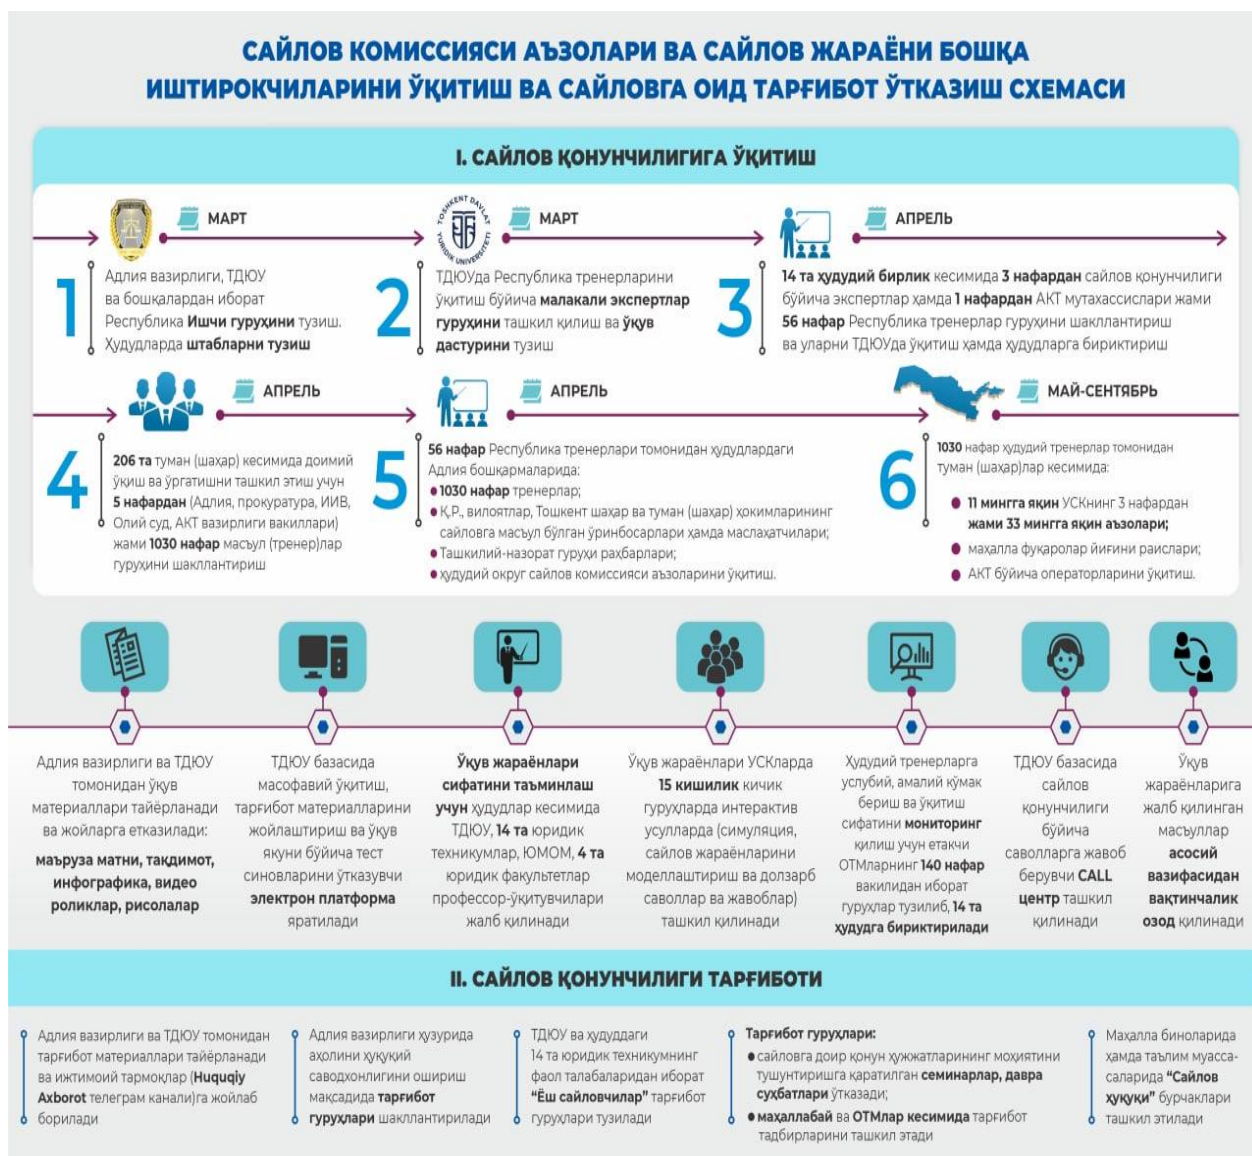 САЙЛОВ КОМИССИЯСИ АЪЗОЛАРИ ВА САЙЛОВ ЖАРАЁНИ БОШҚА
ИШТИРОКЧИЛАРИНИ ЎҚИТИШ ВА САЙЛОВГА ОИД ТАРҒИБОТ ЎТКАЗИШ СХЕМАСИ
I. САЙЛОВ ҚОНУНЧИЛИГИГА ЎҚИТИШ
МАРТ
1
Адлия вазирлиги, ТДЮУ
ва бошқалардан иборат
Республика Ишчи гуруҳини тузиш.
Ҳудудларда штабларни тузиш
TOSHKENT DAVLAT
YURIDIK UNIVERSITETI
МАРТ
2
ТДЮУда Республика тренерларини
ўқитиш бўйича малакали экспертлар
гуруҳини ташкил қилиш ва ўқув
дастурини тузиш
АПРЕЛЬ
3
14 та ҳудудий бирлик кесимида 3 нафардан сайлов қонунчилиги
бўйича экспертлар ҳамда 1 нафардан АКТ мутахассислари жами
56 нафар Республика тренерлар гуруҳини шакллантириш
ва уларни ТДЮУда ўқитиш ҳамда ҳудудларга бириктириш
АПРЕЛЬ
4
206 та туман (шаҳар) кесимида доимий
ўқиш ва ўргатишни ташкил этиш учун
5 нафардан (Адлия, прокуратура, ИИВ,
Олий суд, АКТ вазирлиги вакиллари)
жами 1030 нафар масъул (тренер)лар
гуруҳини шакллантириш
АПРЕЛЬ
5
56 нафар Республика тренерлари томонидан ҳудудлардаги
Адлия бошқармаларида:
● 1030 нафар тренерлар;
● Қ.Р., вилоятлар, Тошкент шаҳар ва туман (шаҳар) ҳокимларининг
сайловга масъул бўлган ўринбосарлари ҳамда маслаҳатчилари;
● Ташкилий-назорат гуруҳи раҳбарлари;
● ҳудудий округ сайлов комиссияси аъзоларини ўқитиш.
МАЙ-СЕНТЯБРЬ
6
1030 нафар ҳудудий тренерлар томонидан
туман (шаҳар)лар кесимида:
● 11 мингга яқин УСКнинг 3 нафардан
жами 33 мингга яқин аъзолари;
● маҳалла фуқаролар йиғини раислари;
● АКТ бўйича операторларини ўқитиш.
Адлия вазирлиги ва ТДЮУ
томонидан ўқув
материаллари тайёрланади
ва жойларга етказилади:
маъруза матни, тақдимот,
инфографика, видео
роликлар, рисолалар
ТДЮУ базасида
масофавий ўқитиш,
тарғибот материалларини
жойлаштириш ва ўқув
якуни бўйича тест
синовларини ўтказувчи
электрон платформа
яратилади
Ўқув жараёнлари
сифатини таъминлаш
учун ҳудудлар кесимида
ТДЮУ, 14 та юридик
техникумлар, ЮМОМ, 4 та
юридик факультетлар
профессор-ўқитувчилари
жалб қилинади
Ўқув жараёнлари УСКларда
15 кишилик кичик
гуруҳларда интерактив
усулларда (симуляция,
сайлов жараёнларини
моделлаштириш ва долзарб
саволлар ва жавоблар)
ташкил қилинади
Ҳудудий тренерларга
услубий, амалий кўмак
бериш ва ўқитиш
сифатини мониторинг
қилиш учун етакчи
ОТМларнинг 140 нафар
вакилидан иборат
гуруҳлар тузилиб, 14 та
ҳудудга бириктирилади
ТДЮУ базасида
сайлов
қонунчилиги
бўйича
саволларга жавоб
берувчи CALL
центр ташкил
қилинади
Ўқув
жараёнларига
жалб қилинган
масъуллар
асосий
вазифасидан
вақтинчалик
озод қилинади
II. САЙЛОВ ҚОНУНЧИЛИГИ ТАРҒИБОТИ
Адлия вазирлиги ва ТДЮУ томонидан
тарғибот материаллари тайёрланади
ва ижтимоий тармоқлар (Huquqiy
Axborot телеграм канали)га жойлаб
борилади
Адлия вазирлиги ҳузурида
аҳолини ҳуқуқий
саводхонлигини ошириш
мақсадида тарғибот
гуруҳлари шакллантирилади
ТДЮУ ва ҳудуддаги
14 та юридик техникумнинг
фаол талабаларидан иборат
“Ёш сайловчилар” тарғибот
гуруҳлари тузилади
Тарғибот гуруҳлари:
● сайловга доир қонун ҳужжатларининг моҳиятини
тушунтиришга қаратилган семинарлар, давра
суҳбатлари ўтказади;
● маҳаллабай ва ОТМлар кесимида тарғибот
тадбирларини ташкил этади
Маҳалла биноларида
ҳамда таълим муасса-
саларида “Сайлов
ҳуқуқи” бурчаклари
ташкил этилади